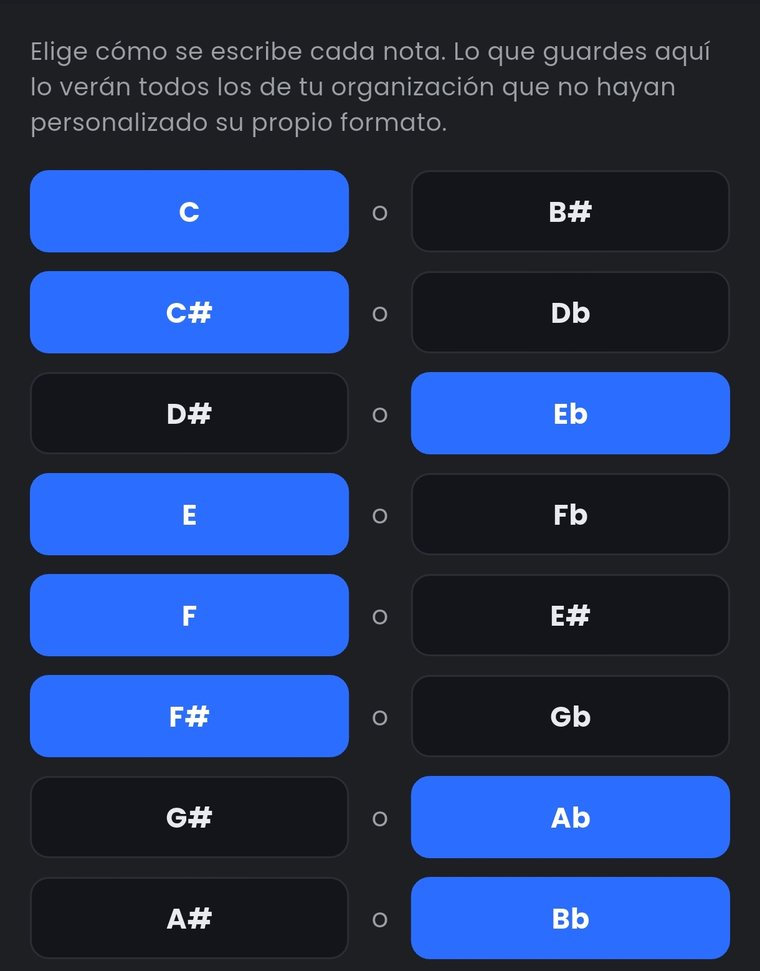 Elige cómo se escribe cada nota. Lo que guardes aquí
lo verán todos los de tu organización que no hayan
personalizado su propio formato.
C o B#
C# o Db
D# o Eb
E o Fb
F o E#
F# o Gb
G# o Ab
A# o Bb